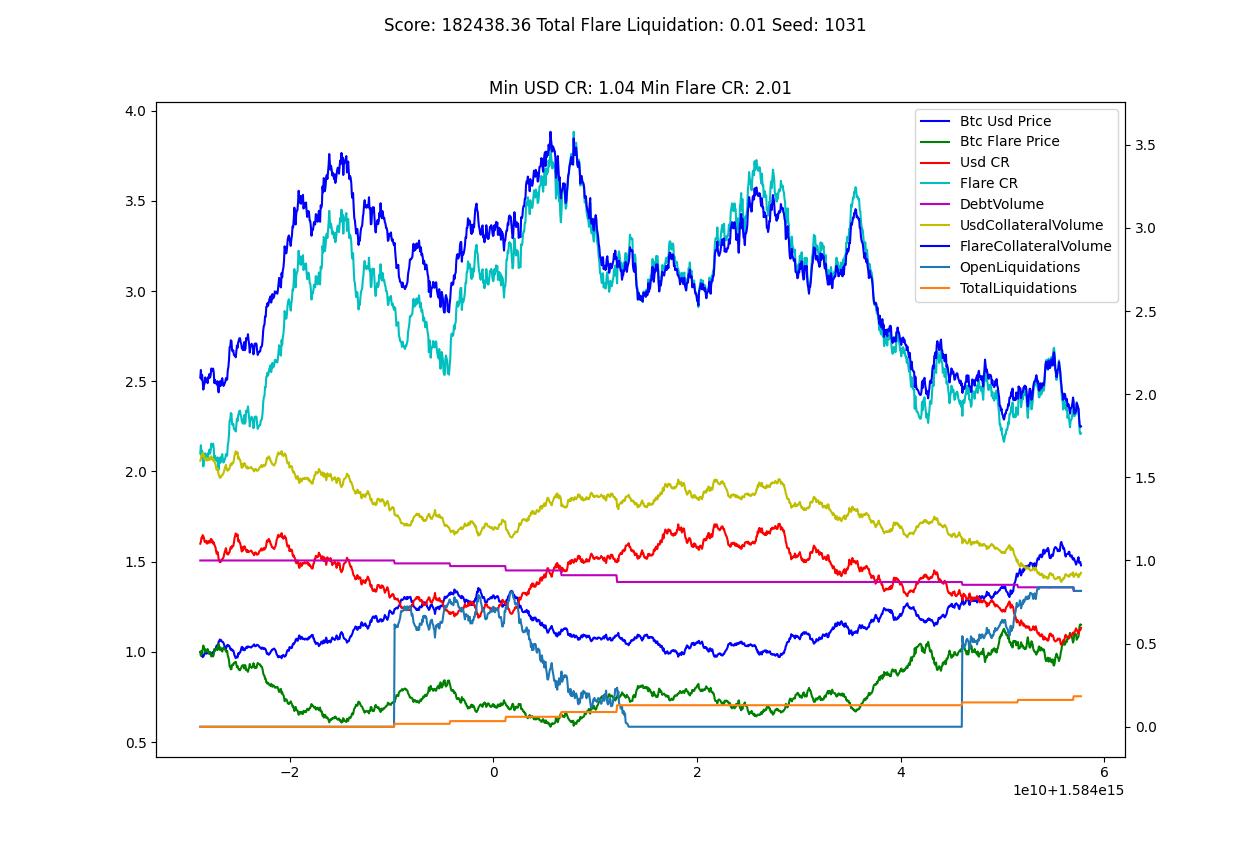 Score: 182438.36 Total Flare Liquidation: 0.01 Seed: 1031
Min USD CR: 1.04 Min Flare CR: 2.01
4.0
3.5
3.0
2.5
2.0
1.5
1.0
0.5
Btc Usd Price
Btc Flare Price
Usd CR
Flare CR
DebtVolume
UsdCollateralVolume
FlareCollateralVolume
OpenLiquidations
TotalLiquidations
3.5
3.0
2.5
2.0
1.5
1.0
0.5
0.0
−2 0 2 4 6
1e10+1.584e15